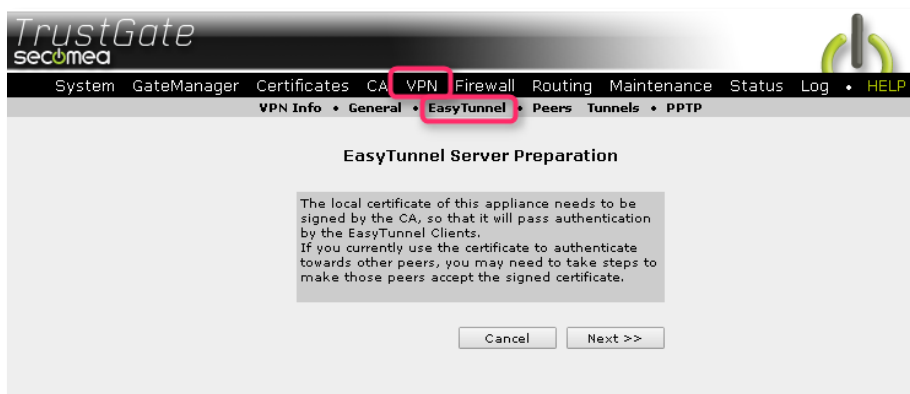 TrustGate
secomea
System GateManager Certificates CA VPN Firewall Routing Maintenance Status Log • HELP
VPN Info • General • EasyTunnel • Peers Tunnels • PPTP
EasyTunnel Server Preparation
The local certificate of this appliance needs to be
signed by the CA, so that it will pass authentication
by the EasyTunnel Clients.
If you currently use the certificate to authenticate
towards other peers, you may need to take steps to
make those peers accept the signed certificate.
Cancel Next >>